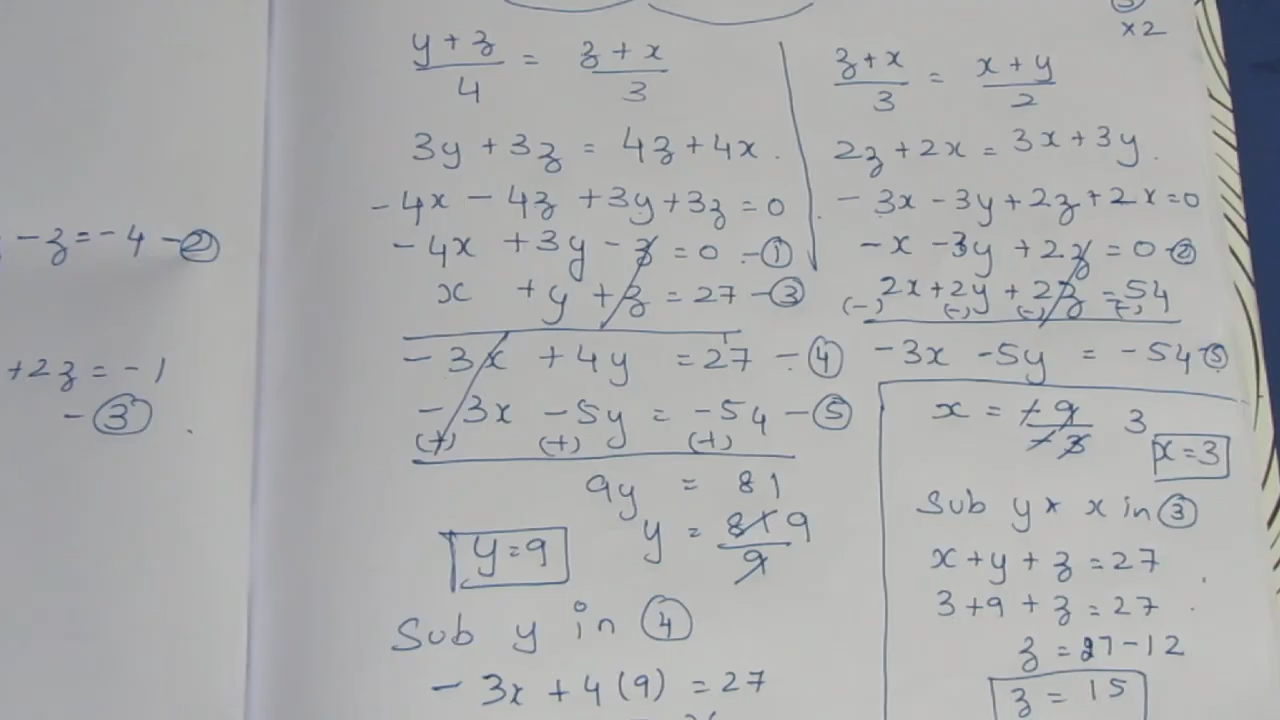 - z = - 4 - ②
+ 2z = - 1
- ③
(y + z)/4 = (z + x)/3
3y + 3z = 4z + 4x .
- 4x - 4z + 3y + 3z = 0
- 4x + 3y - z = 0 - ①
x + y + z = 27 - ③
- 3x + 4y = 27 - ④
- 3x - 5y = - 54 - ⑤
(+) (+) (+)
9y = 81
y = 81/9 9
y = 9
Sub y in ④
- 3x + 4 (9) = 27
③
×2
(z + x)/3 = (x + y)/2
2z + 2x = 3x + 3y .
- 3x - 3y + 2z + 2x = 0
- x - 3y + 2z = 0 ②
2x + 2y + 2z = 54
(-) (-) (-) (-)
- 3x - 5y = - 54 ⑤
x = -9/-3 3
x = 3
Sub y x in ③
x + y + z = 27
3 + 9 + z = 27
z = 27 - 12
z = 15